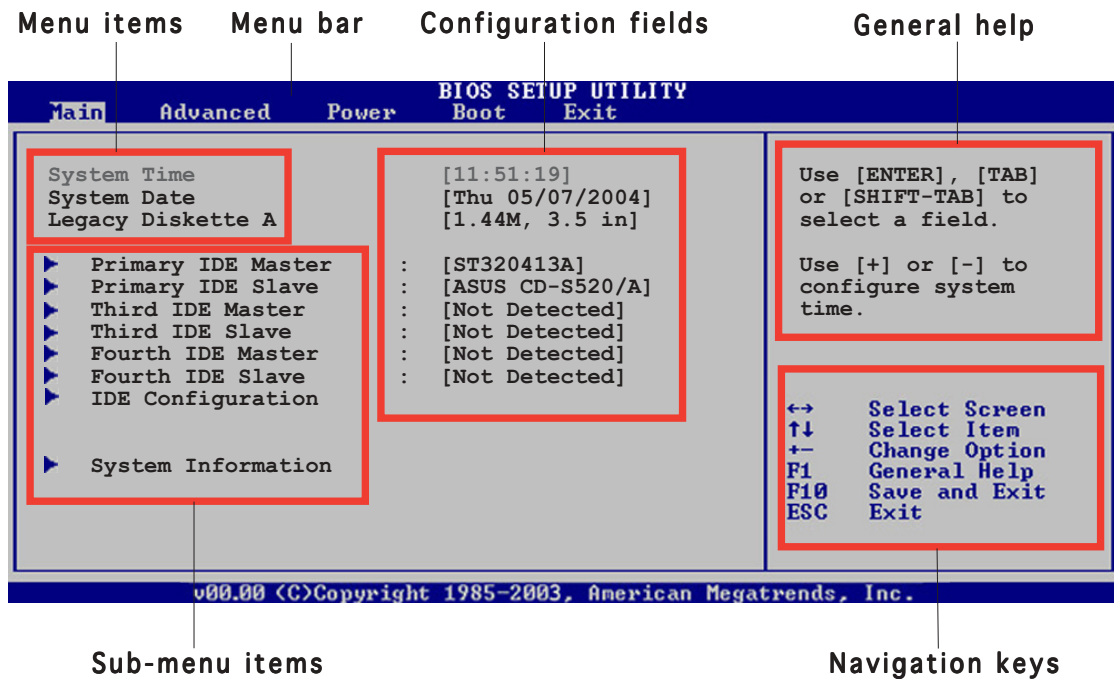 Menu items Menu bar Configuration fields General help
BIOS SETUP UTILITY
Main Advanced Power Boot Exit
System Time [11:51:19]
System Date [Thu 05/07/2004]
Legacy Diskette A [1.44M, 3.5 in]
Primary IDE Master : [ST320413A]
Primary IDE Slave : [ASUS CD-S520/A]
Third IDE Master : [Not Detected]
Third IDE Slave : [Not Detected]
Fourth IDE Master : [Not Detected]
Fourth IDE Slave : [Not Detected]
IDE Configuration
System Information
Use [ENTER], [TAB]
or [SHIFT-TAB] to
select a field.
Use [+] or [-] to
configure system
time.
←→ Select Screen
↑↓ Select Item
+- Change Option
F1 General Help
F10 Save and Exit
ESC Exit
v00.00 (C)Copyright 1985-2003, American Megatrends, Inc.
Sub-menu items Navigation keys